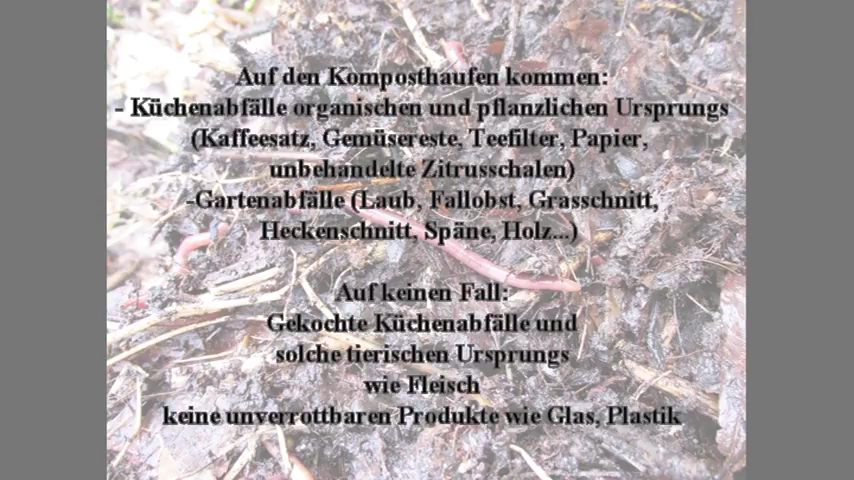 Auf den Komposthaufen kommen:
- Küchenabfälle organischen und pflanzlichen Ursprungs
(Kaffeesatz, Gemüsereste, Teefilter, Papier,
unbehandelte Zitrusschalen)
-Gartenabfälle (Laub, Fallobst, Grasschnitt,
Heckenschnitt, Späne, Holz...)
Auf keinen Fall:
Gekochte Küchenabfälle und
solche tierischen Ursprungs
wie Fleisch
keine unverrottbaren Produkte wie Glas, Plastik